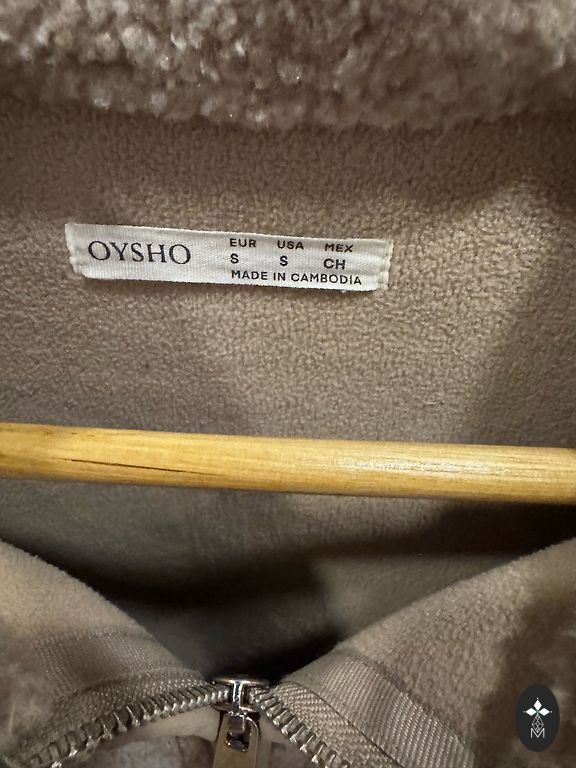 OYSHO
EUR USA MEX
S S CH
MADE IN CAMBODIA
M